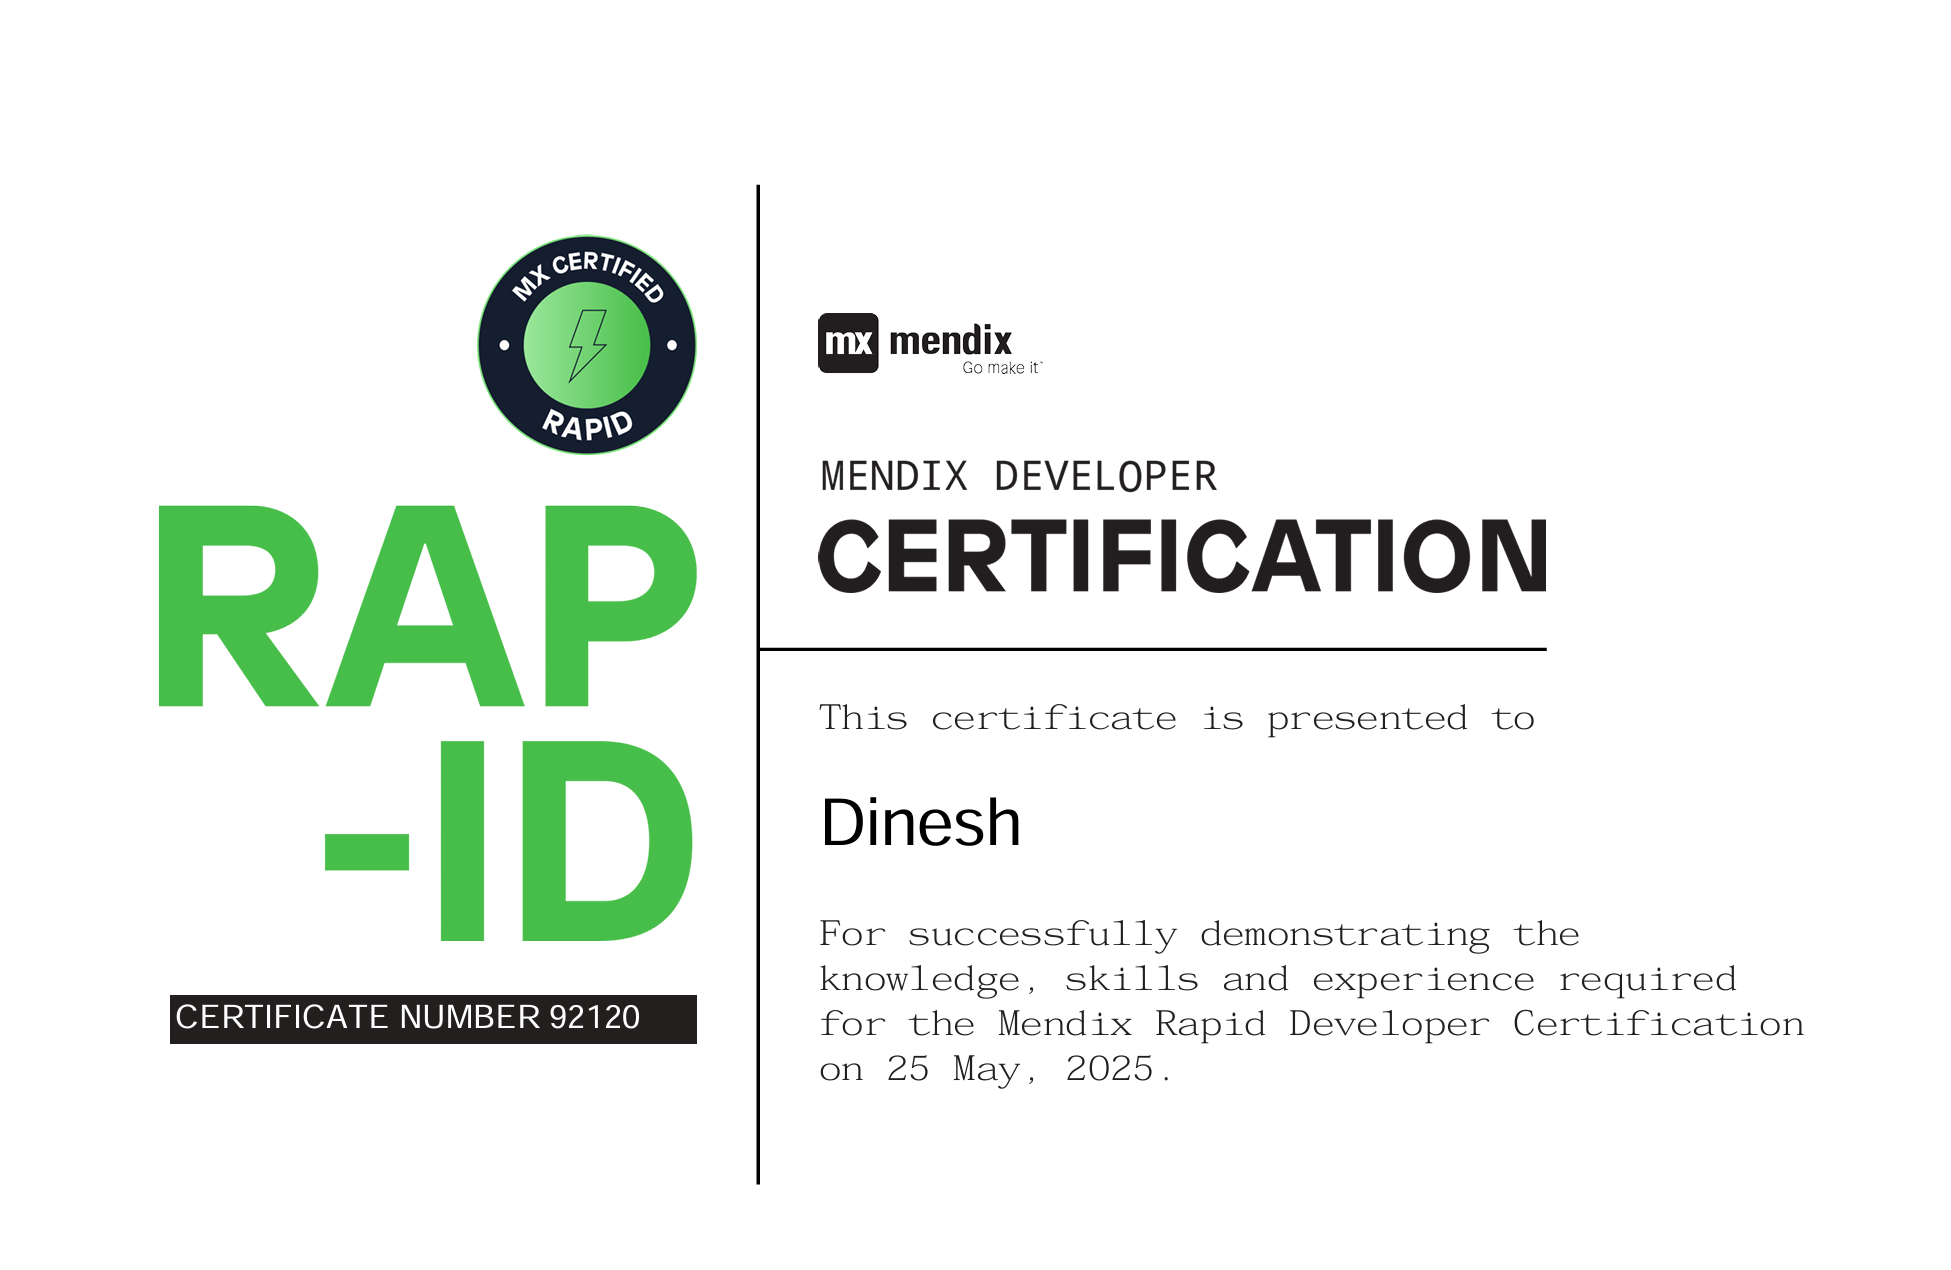 MX CERTIFIED
RAPID
RAP
-ID
CERTIFICATE NUMBER 92120
mx mendix
Go make it™
MENDIX DEVELOPER
CERTIFICATION
This certificate is presented to
Dinesh
For successfully demonstrating the
knowledge, skills and experience required
for the Mendix Rapid Developer Certification
on 25 May, 2025.